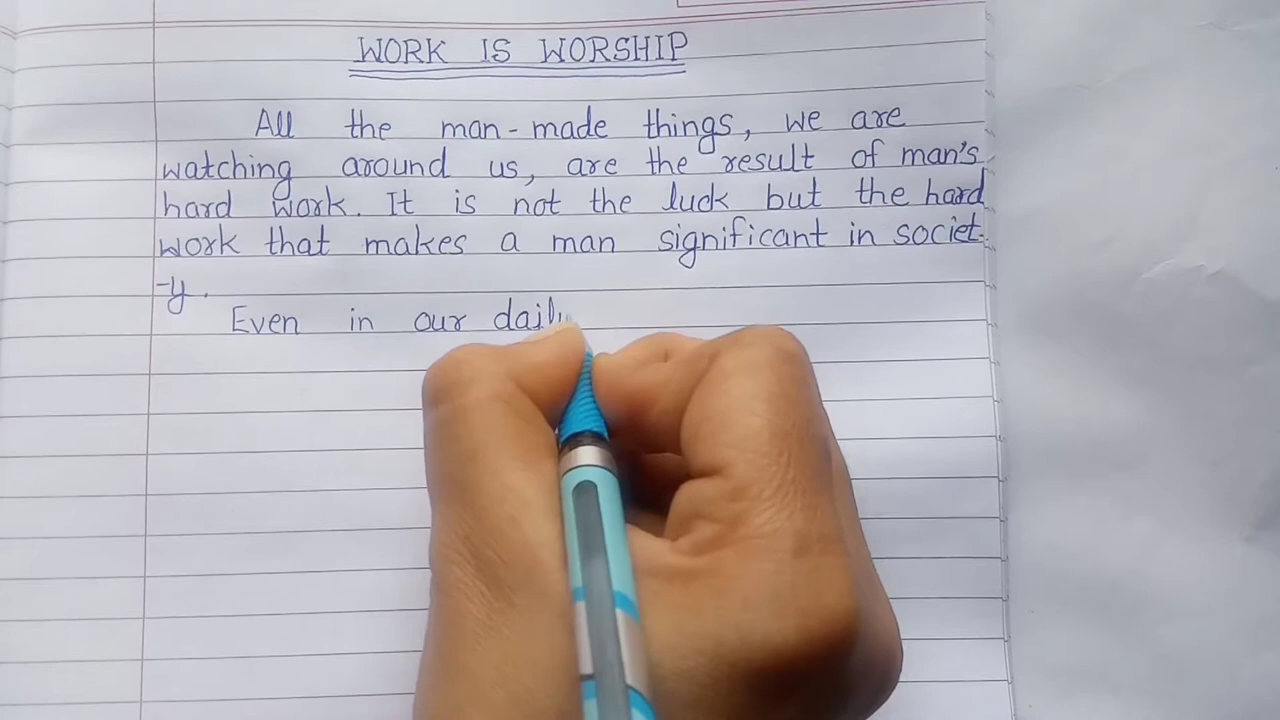 WORK IS WORSHIP
All the man-made things, we are
watching around us, are the result of man's
hard work. It is not the luck but the hard
work that makes a man significant in societ-
-y.
Even in our daily